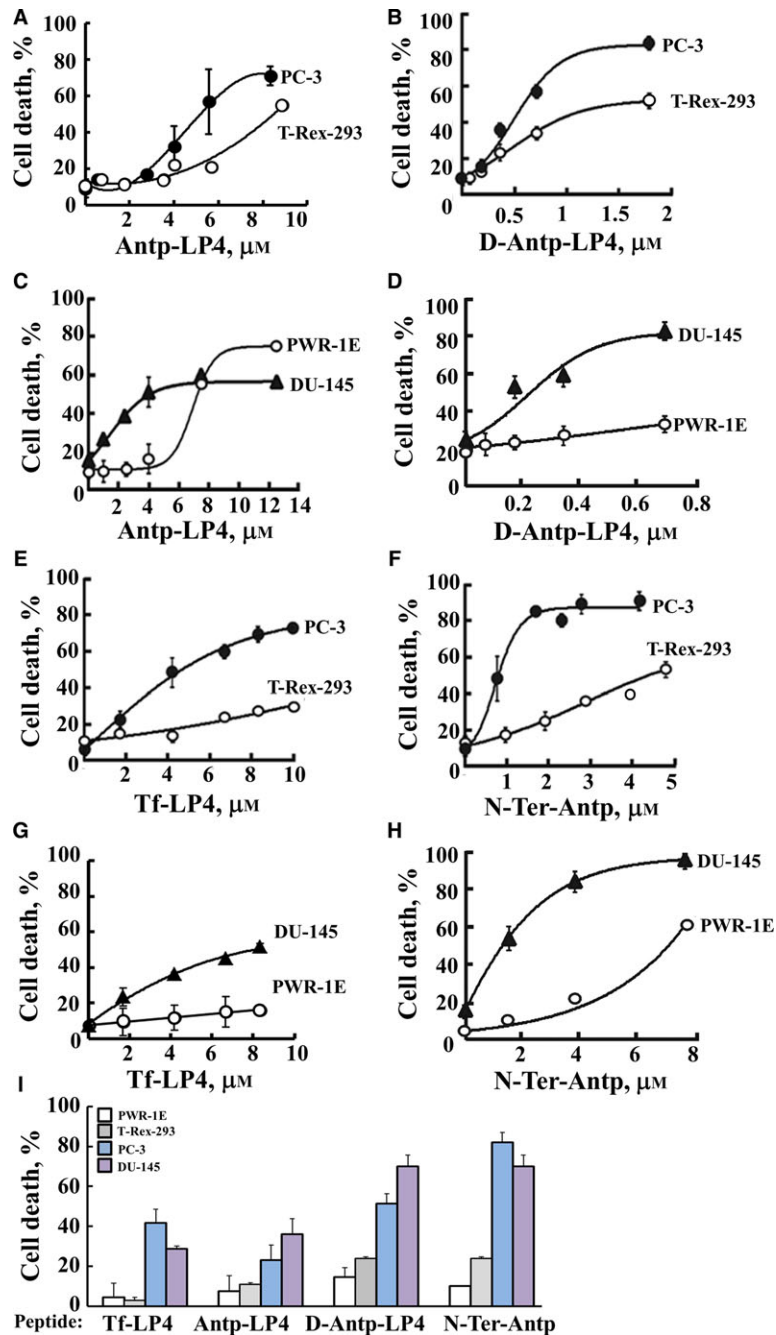 A
Cell death, %
100
80
60
40
20
0
PC-3
T-Rex-293
0 2 4 6 8 10
Antp-LP4, µM
B
Cell death, %
100
80
60
40
20
0
PC-3
T-Rex-293
0.5 1 1.5 2
D-Antp-LP4, µM
C
Cell death, %
100
80
60
40
20
0
PWR-1E
DU-145
2 4 6 8 10 12 14
Antp-LP4, µM
D
Cell death, %
100
80
60
40
20
0
DU-145
PWR-1E
0.2 0.4 0.6 0.8
D-Antp-LP4, µM
E
Cell death, %
100
80
60
40
20
0
PC-3
T-Rex-293
0 2 4 6 8 10
Tf-LP4, µM
F
Cell death, %
100
80
60
40
20
0
PC-3
T-Rex-293
1 2 3 4 5
N-Ter-Antp, µM
G
Cell death, %
100
80
60
40
20
0
DU-145
PWR-1E
0 2 4 6 8 10
Tf-LP4, µM
H
Cell death, %
100
80
60
40
20
0
DU-145
PWR-1E
2 4 6 8
N-Ter-Antp, µM
I
Cell death, %
100
80
60
40
20
0
PWR-1E
T-Rex-293
PC-3
DU-145
Peptide: Tf-LP4 Antp-LP4 D-Antp-LP4 N-Ter-Antp